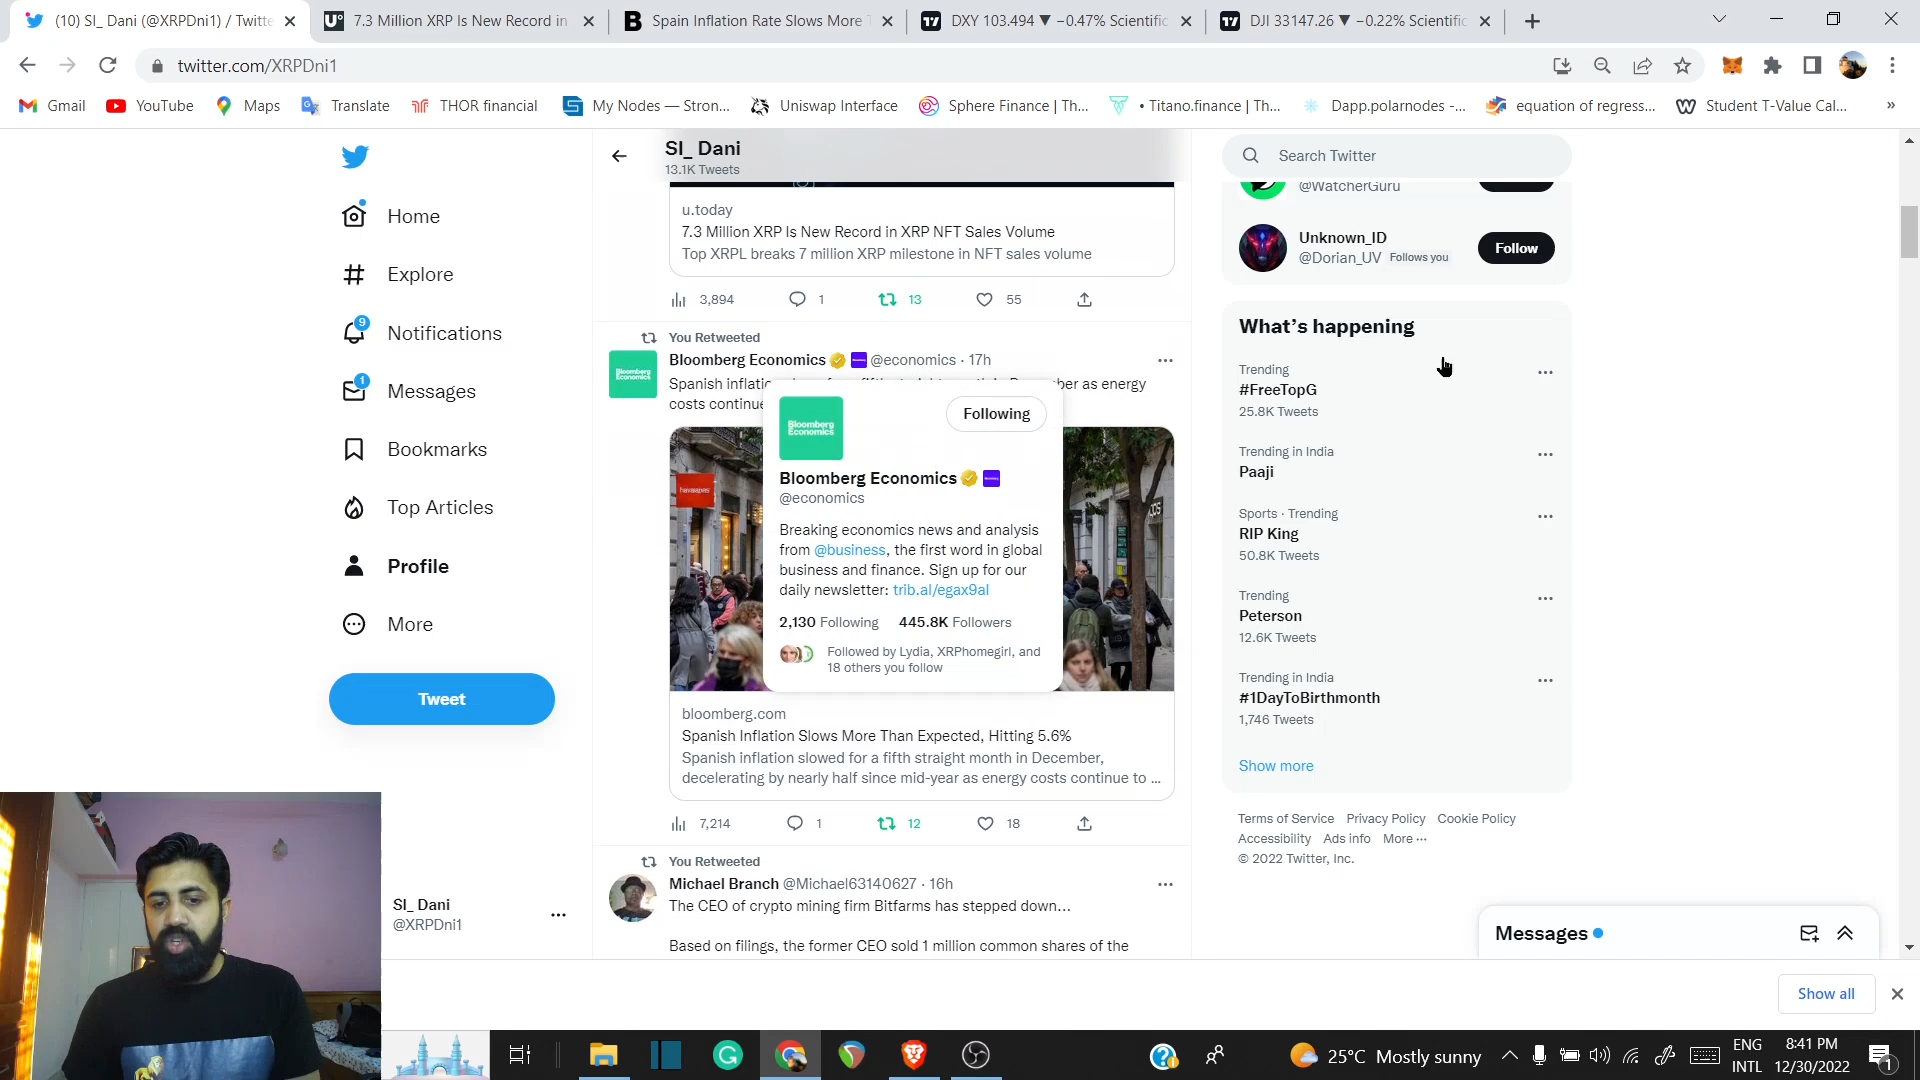 (10) SI_ Dani (@XRPDni1) / Twitte
7.3 Million XRP Is New Record in
Spain Inflation Rate Slows More T
DXY 103.494 ▼ −0.47% Scientific
DJI 33147.26 ▼ −0.22% Scientific
twitter.com/XRPDni1
Gmail
YouTube
Maps
Translate
THOR financial
My Nodes — Stron...
Uniswap Interface
Sphere Finance | Th...
• Titano.finance | Th...
Dapp.polarnodes -...
equation of regress...
Student T-Value Cal...
»
Home
Explore
9
Notifications
1
Messages
Bookmarks
Top Articles
Profile
More
Tweet
SI_ Dani
@XRPDni1
SI_ Dani
13.1K Tweets
u.today
7.3 Million XRP Is New Record in XRP NFT Sales Volume
Top XRPL breaks 7 million XRP milestone in NFT sales volume
3,894 1 13 55
You Retweeted
Bloomberg Economics @economics · 17h
Bloomberg
Economics
Spanish inflatio ber as energy
costs continue
Bloomberg
Economics
Following
Bloomberg Economics
@economics
Breaking economics news and analysis
from @business, the first word in global
business and finance. Sign up for our
daily newsletter: trib.al/egax9al
2,130 Following 445.8K Followers
Followed by Lydia, XRPhomegirl, and
18 others you follow
havaianas
bloomberg.com
Spanish Inflation Slows More Than Expected, Hitting 5.6%
Spanish inflation slowed for a fifth straight month in December,
decelerating by nearly half since mid-year as energy costs continue to ...
7,214 1 12 18
You Retweeted
Michael Branch @Michael63140627 · 16h
The CEO of crypto mining firm Bitfarms has stepped down...
Based on filings, the former CEO sold 1 million common shares of the
Search Twitter
@WatcherGuru
Unknown_ID
@Dorian_UV Follows you
Follow
What's happening
Trending
#FreeTopG
25.8K Tweets
Trending in India
Paaji
Sports · Trending
RIP King
50.8K Tweets
Trending
Peterson
12.6K Tweets
Trending in India
#1DayToBirthmonth
1,746 Tweets
Show more
Terms of Service Privacy Policy Cookie Policy
Accessibility Ads info More ···
© 2022 Twitter, Inc.
Messages
Show all
25°C Mostly sunny
ENG
INTL
8:41 PM
12/30/2022
1